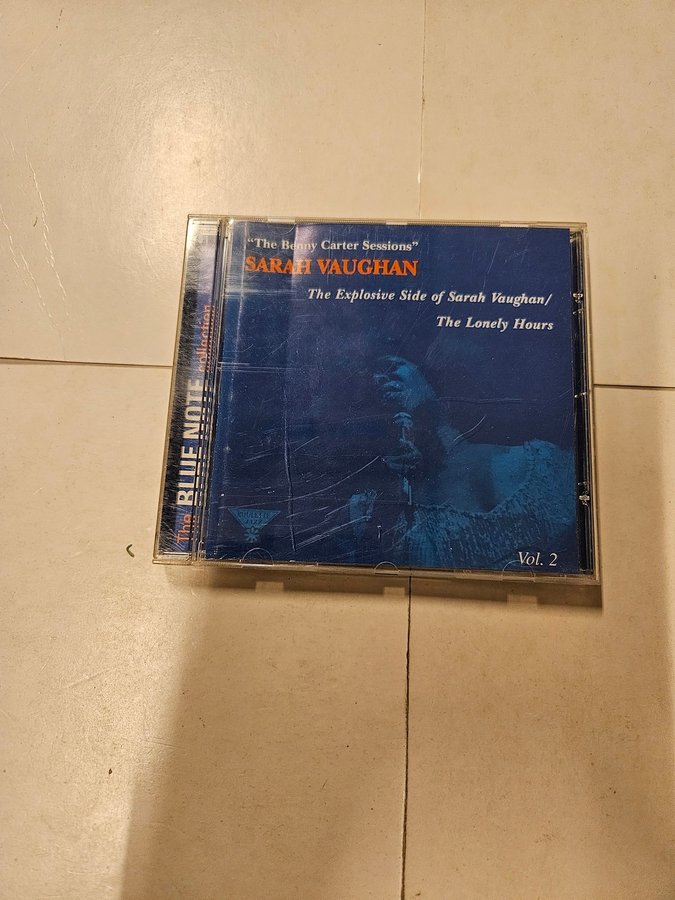 "The Benny Carter Sessions"
SARAH VAUGHAN
The Explosive Side of Sarah Vaughan/
The Lonely Hours
The BLUE NOTE collection
Vol. 2